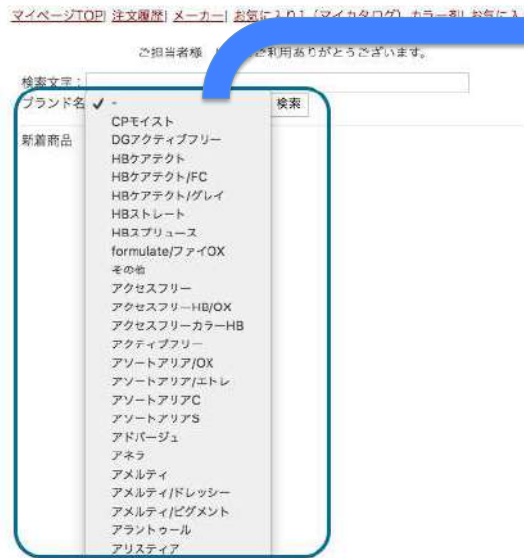 マイページTOP| 注文履歴| メーカー| お気に入り1（マイカタログ）カラー剤| お気に入
ご担当者様 ご利用ありがとうございます。
検索文字：
ブランド名 ✓ - 検索
新着商品
CPモイスト
DGアクティブフリー
HBケアテクト
HBケアテクト/FC
HBケアテクト/グレイ
HBストレート
HBスプリュース
formulate/ファイOX
その他
アクセスフリー
アクセスフリーHB/OX
アクセスフリーカラーHB
アクティブフリー
アソートアリア/OX
アソートアリア/エトレ
アソートアリアC
アソートアリアS
アドバージュ
アネラ
アメルティ
アメルティ/ドレッシー
アメルティ/ピグメント
アラントゥール
アリスティア